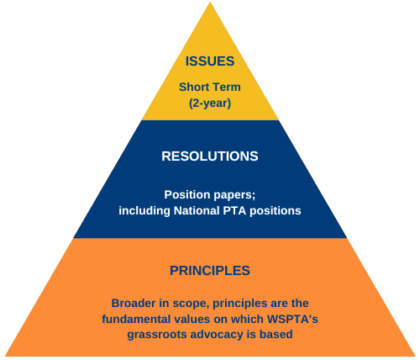 ISSUES
Short Term
(2-year)
RESOLUTIONS
Position papers;
including National PTA positions
PRINCIPLES
Broader in scope, principles are the
fundamental values on which WSPTA's
grassroots advocacy is based